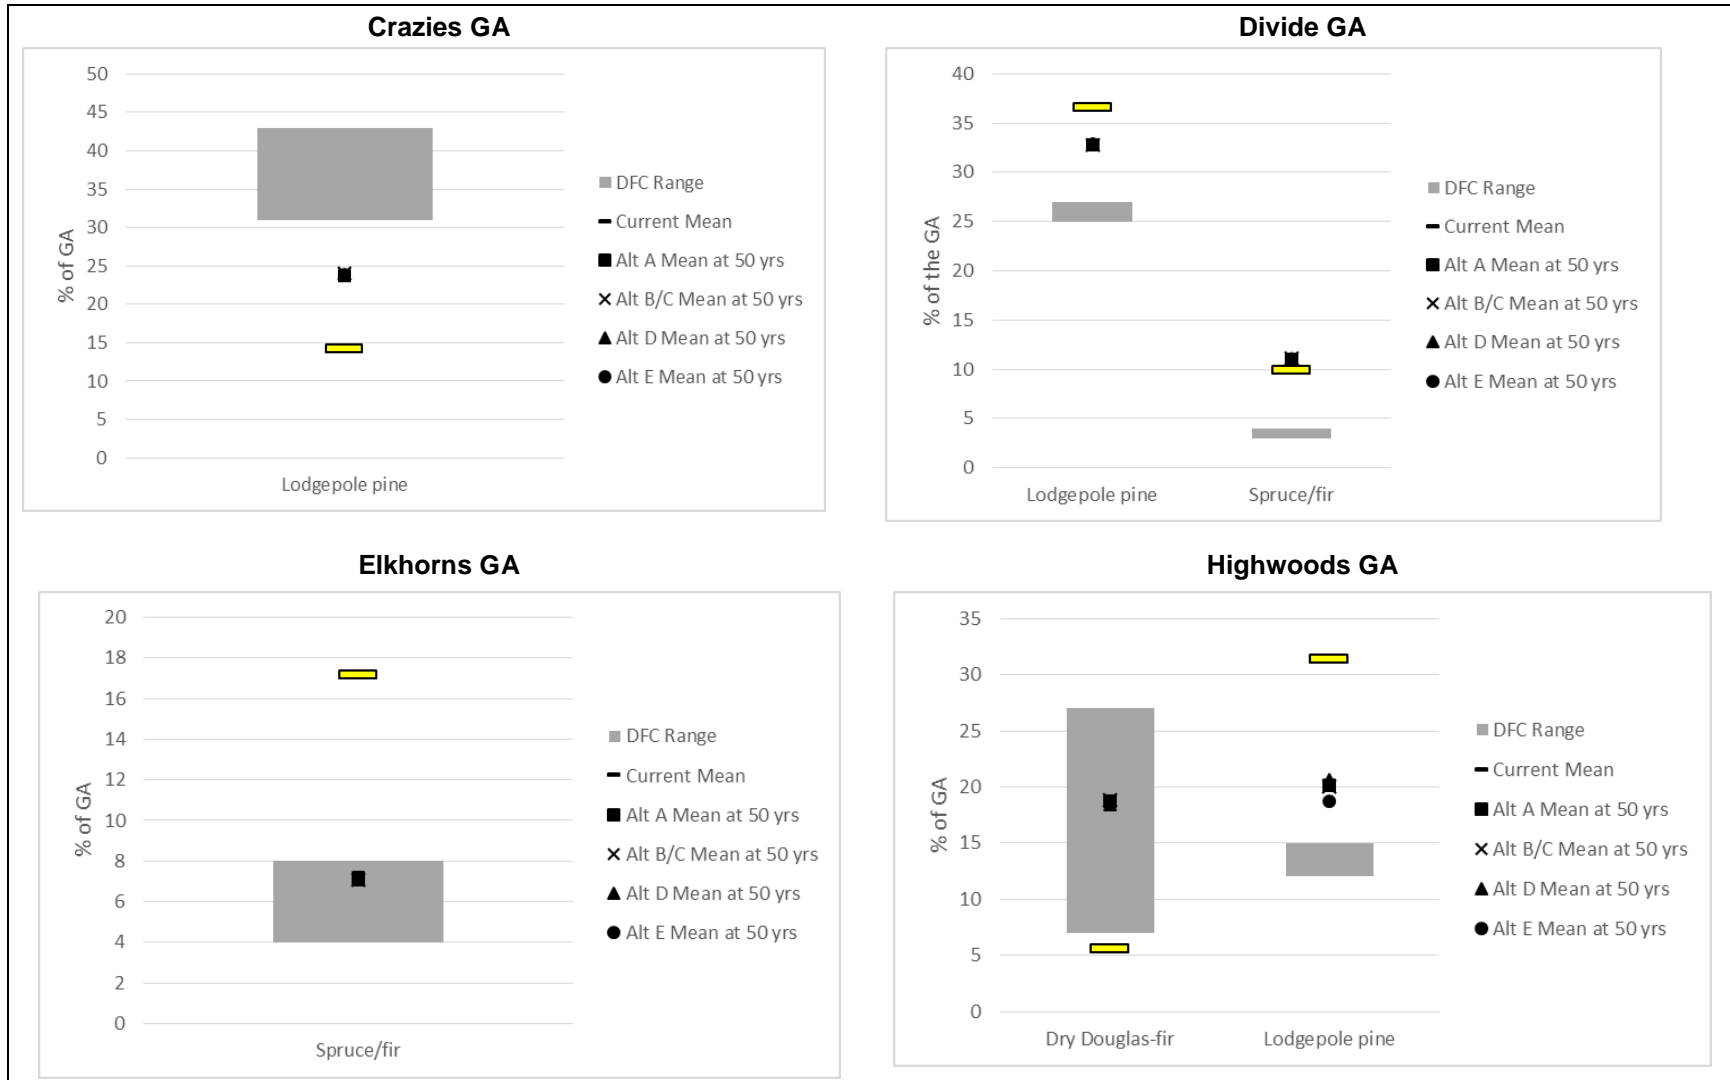 Crazies GA
% of GA
50
45
40
35
30
25
20
15
10
5
0
Lodgepole pine
DFC Range
Current Mean
Alt A Mean at 50 yrs
Alt B/C Mean at 50 yrs
Alt D Mean at 50 yrs
Alt E Mean at 50 yrs
Divide GA
% of the GA
40
35
30
25
20
15
10
5
0
Lodgepole pine
Spruce/fir
DFC Range
Current Mean
Alt A Mean at 50 yrs
Alt B/C Mean at 50 yrs
Alt D Mean at 50 yrs
Alt E Mean at 50 yrs
Elkhorns GA
% of GA
20
18
16
14
12
10
8
6
4
2
0
Spruce/fir
DFC Range
Current Mean
Alt A Mean at 50 yrs
Alt B/C Mean at 50 yrs
Alt D Mean at 50 yrs
Alt E Mean at 50 yrs
Highwoods GA
% of GA
35
30
25
20
15
10
5
0
Dry Douglas-fir
Lodgepole pine
DFC Range
Current Mean
Alt A Mean at 50 yrs
Alt B/C Mean at 50 yrs
Alt D Mean at 50 yrs
Alt E Mean at 50 yrs